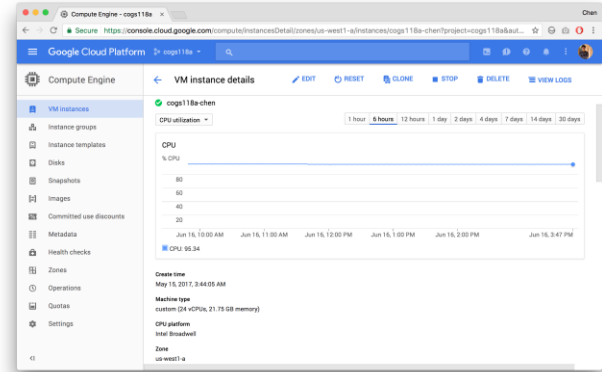 Compute Engine - cogs118a
Chen
Secure https://console.cloud.google.com/compute/instancesDetail/zones/us-west1-a/instances/cogs118a-chen?project=cogs118a&aut...
Google Cloud Platform cogs118a
Compute Engine
VM instance details
EDIT RESET CLONE STOP DELETE VIEW LOGS
VM instances
Instance groups
Instance templates
Disks
Snapshots
Images
Committed use discounts
Metadata
Health checks
Zones
Operations
Quotas
Settings
cogs118a-chen
CPU utilization
1 hour 6 hours 12 hours 1 day 2 days 4 days 7 days 14 days 30 days
CPU
% CPU
80
60
40
20
Jun 16, 10:00 AM Jun 16, 11:00 AM Jun 16, 12:00 PM Jun 16, 1:00 PM Jun 16, 2:00 PM Jun 16, 3:47 PM
CPU: 95.34
Create time
May 15, 2017, 3:44:05 AM
Machine type
custom (24 vCPUs, 21.75 GB memory)
CPU platform
Intel Broadwell
Zone
us-west1-a